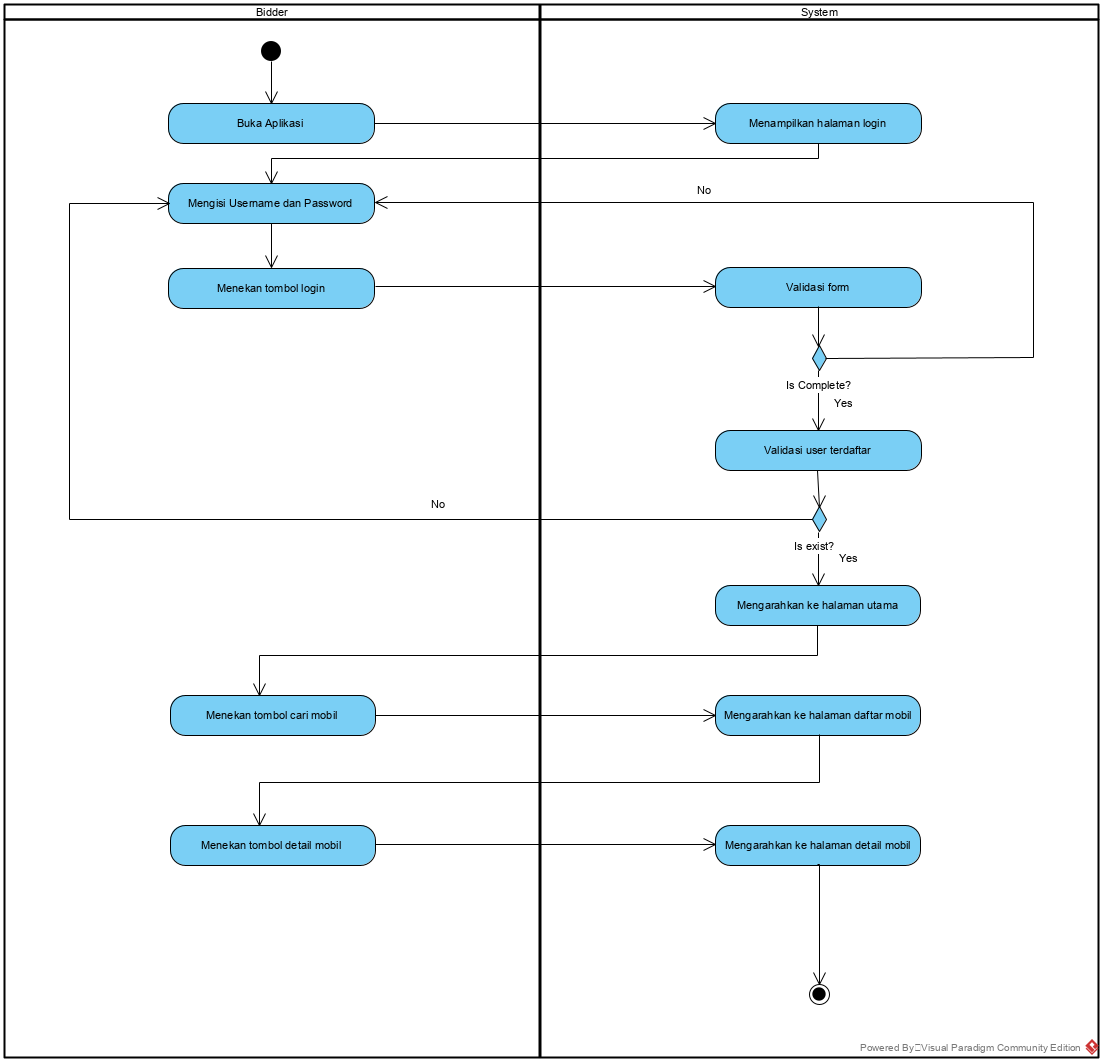 Bidder
System
Buka Aplikasi
Menampilkan halaman login
Mengisi Username dan Password
No
Menekan tombol login
Validasi form
Is Complete?
Yes
Validasi user terdaftar
No
Is exist?
Yes
Mengarahkan ke halaman utama
Menekan tombol cari mobil
Mengarahkan ke halaman daftar mobil
Menekan tombol detail mobil
Mengarahkan ke halaman detail mobil
Powered By Visual Paradigm Community Edition